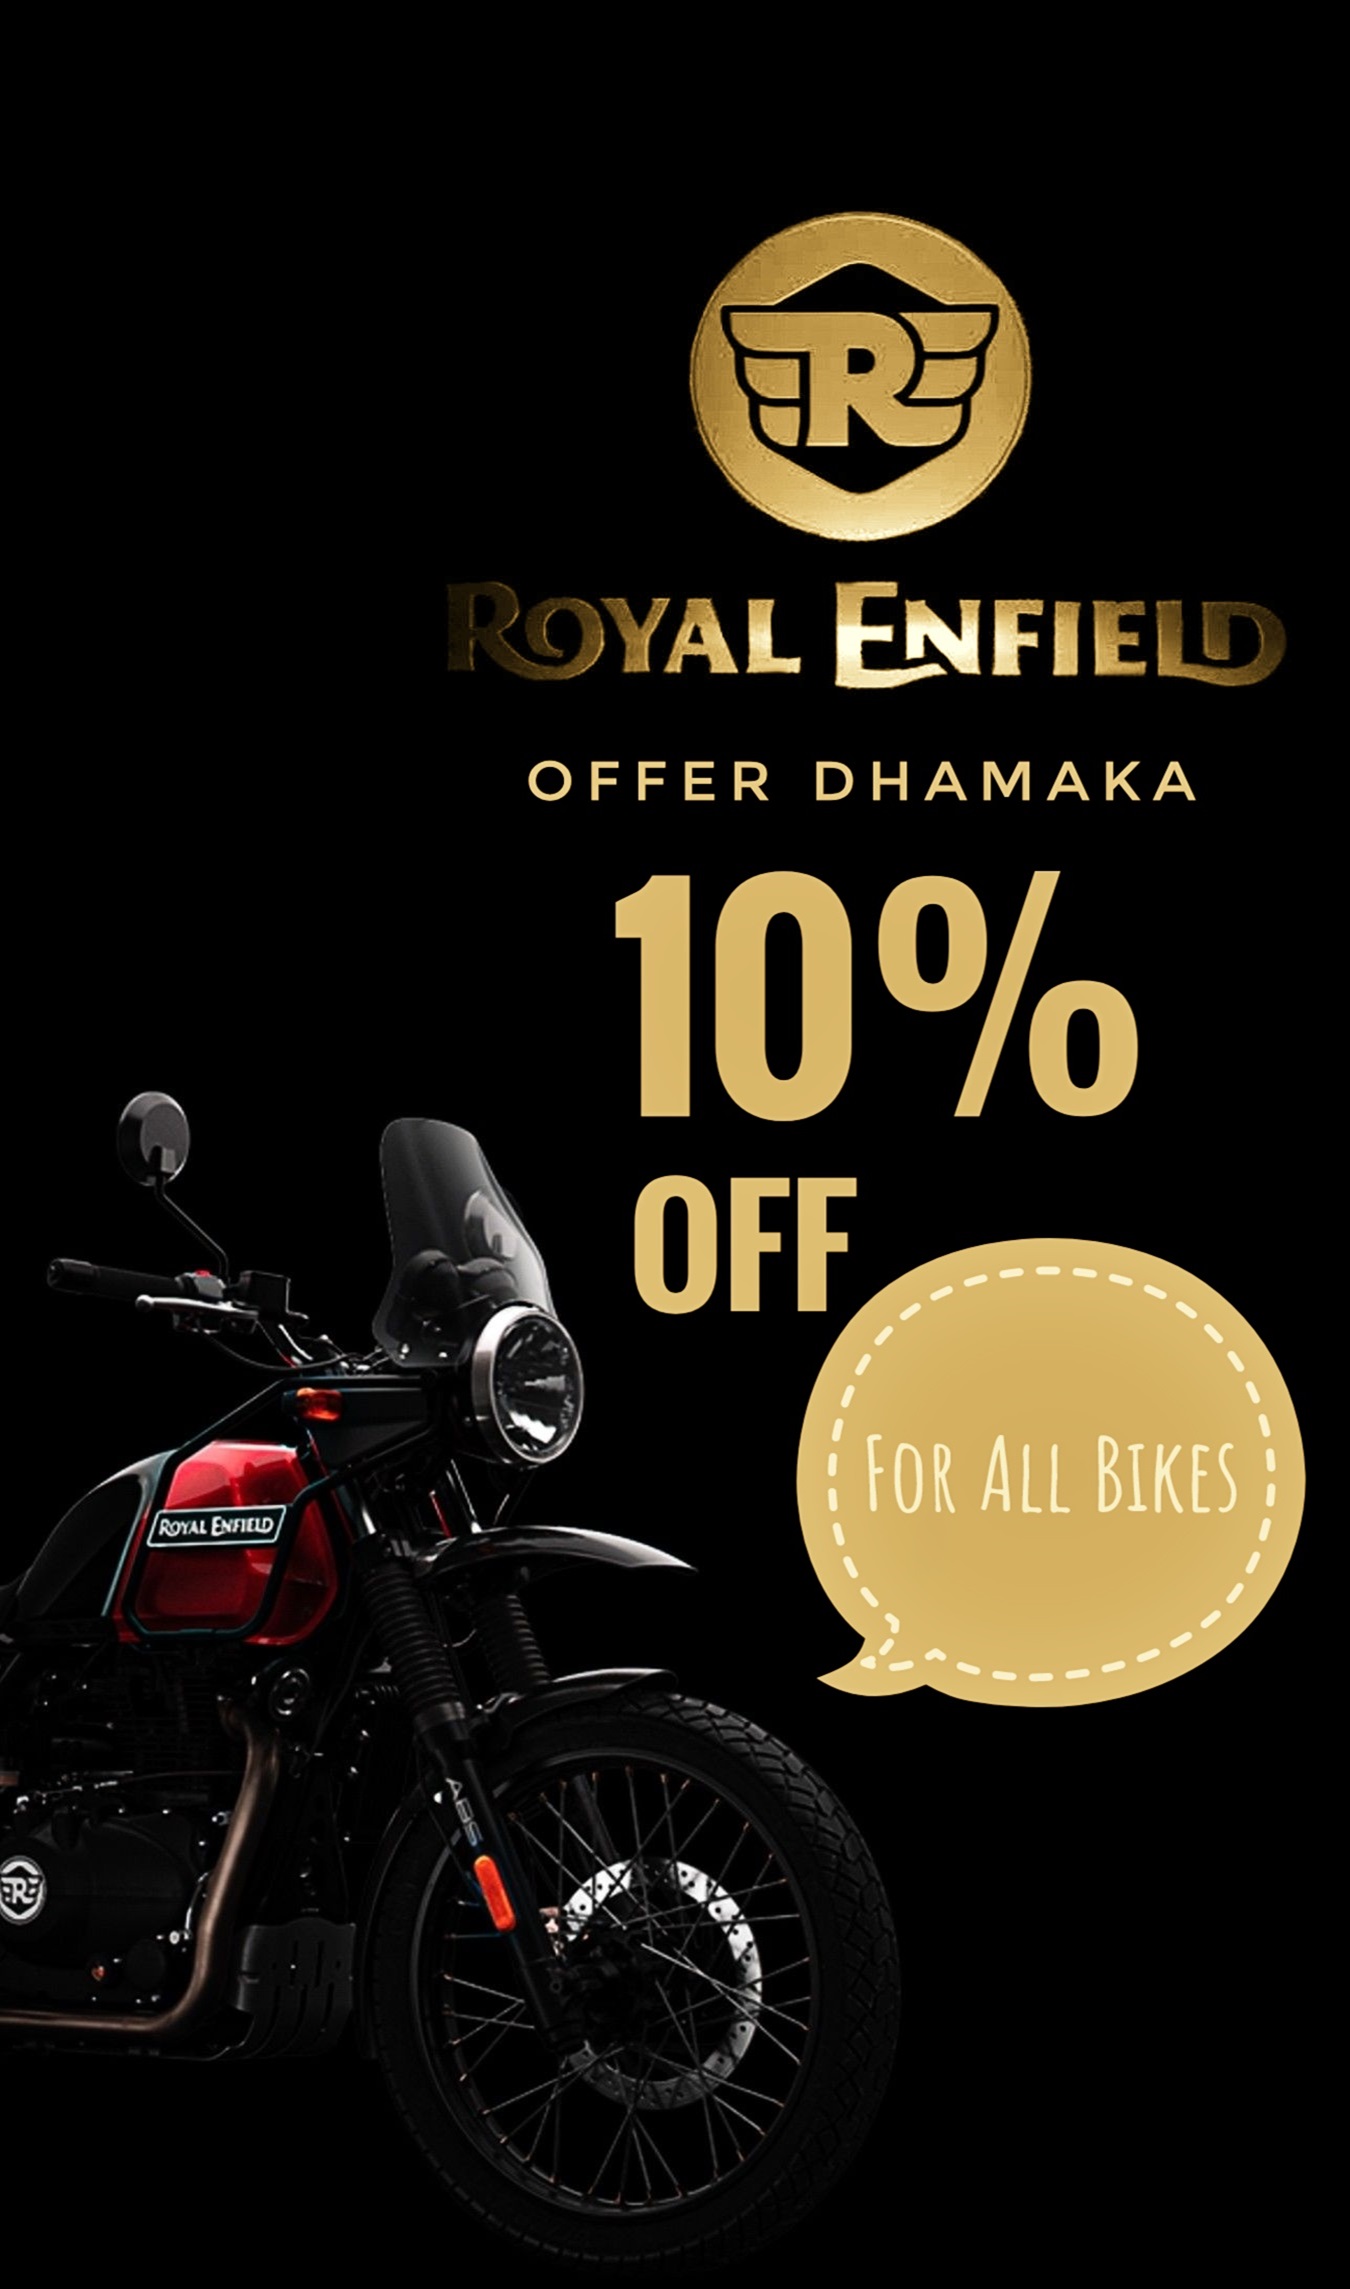 R
ROYAL ENFIELD
OFFER DHAMAKA
10%
OFF
FOR ALL BIKES
ROYAL ENFIELD
ABS
R